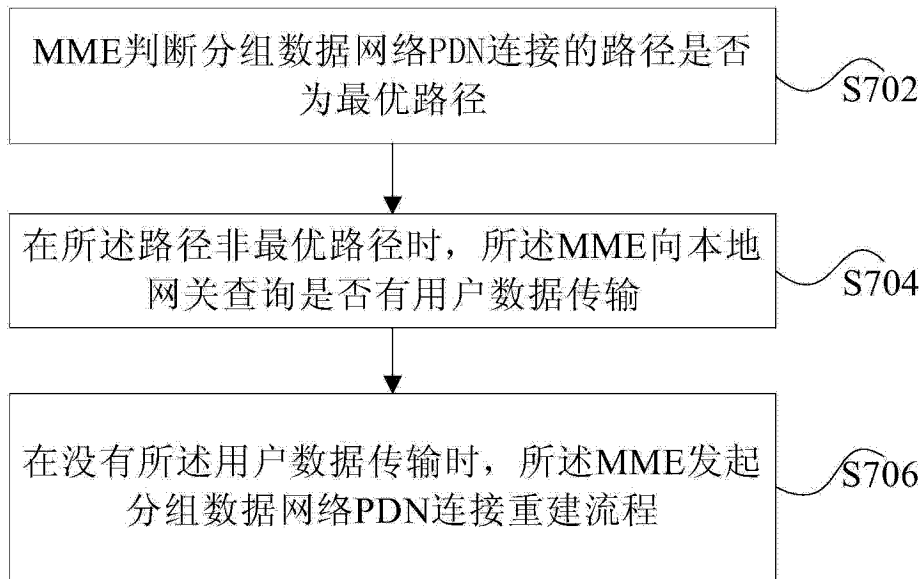 MME判断分组数据网络PDN连接的路径是否
为最优路径
S702
在所述路径非最优路径时，所述MME向本地
网关查询是否有用户数据传输
S704
在没有所述用户数据传输时，所述MME发起
分组数据网络PDN连接重建流程
S706